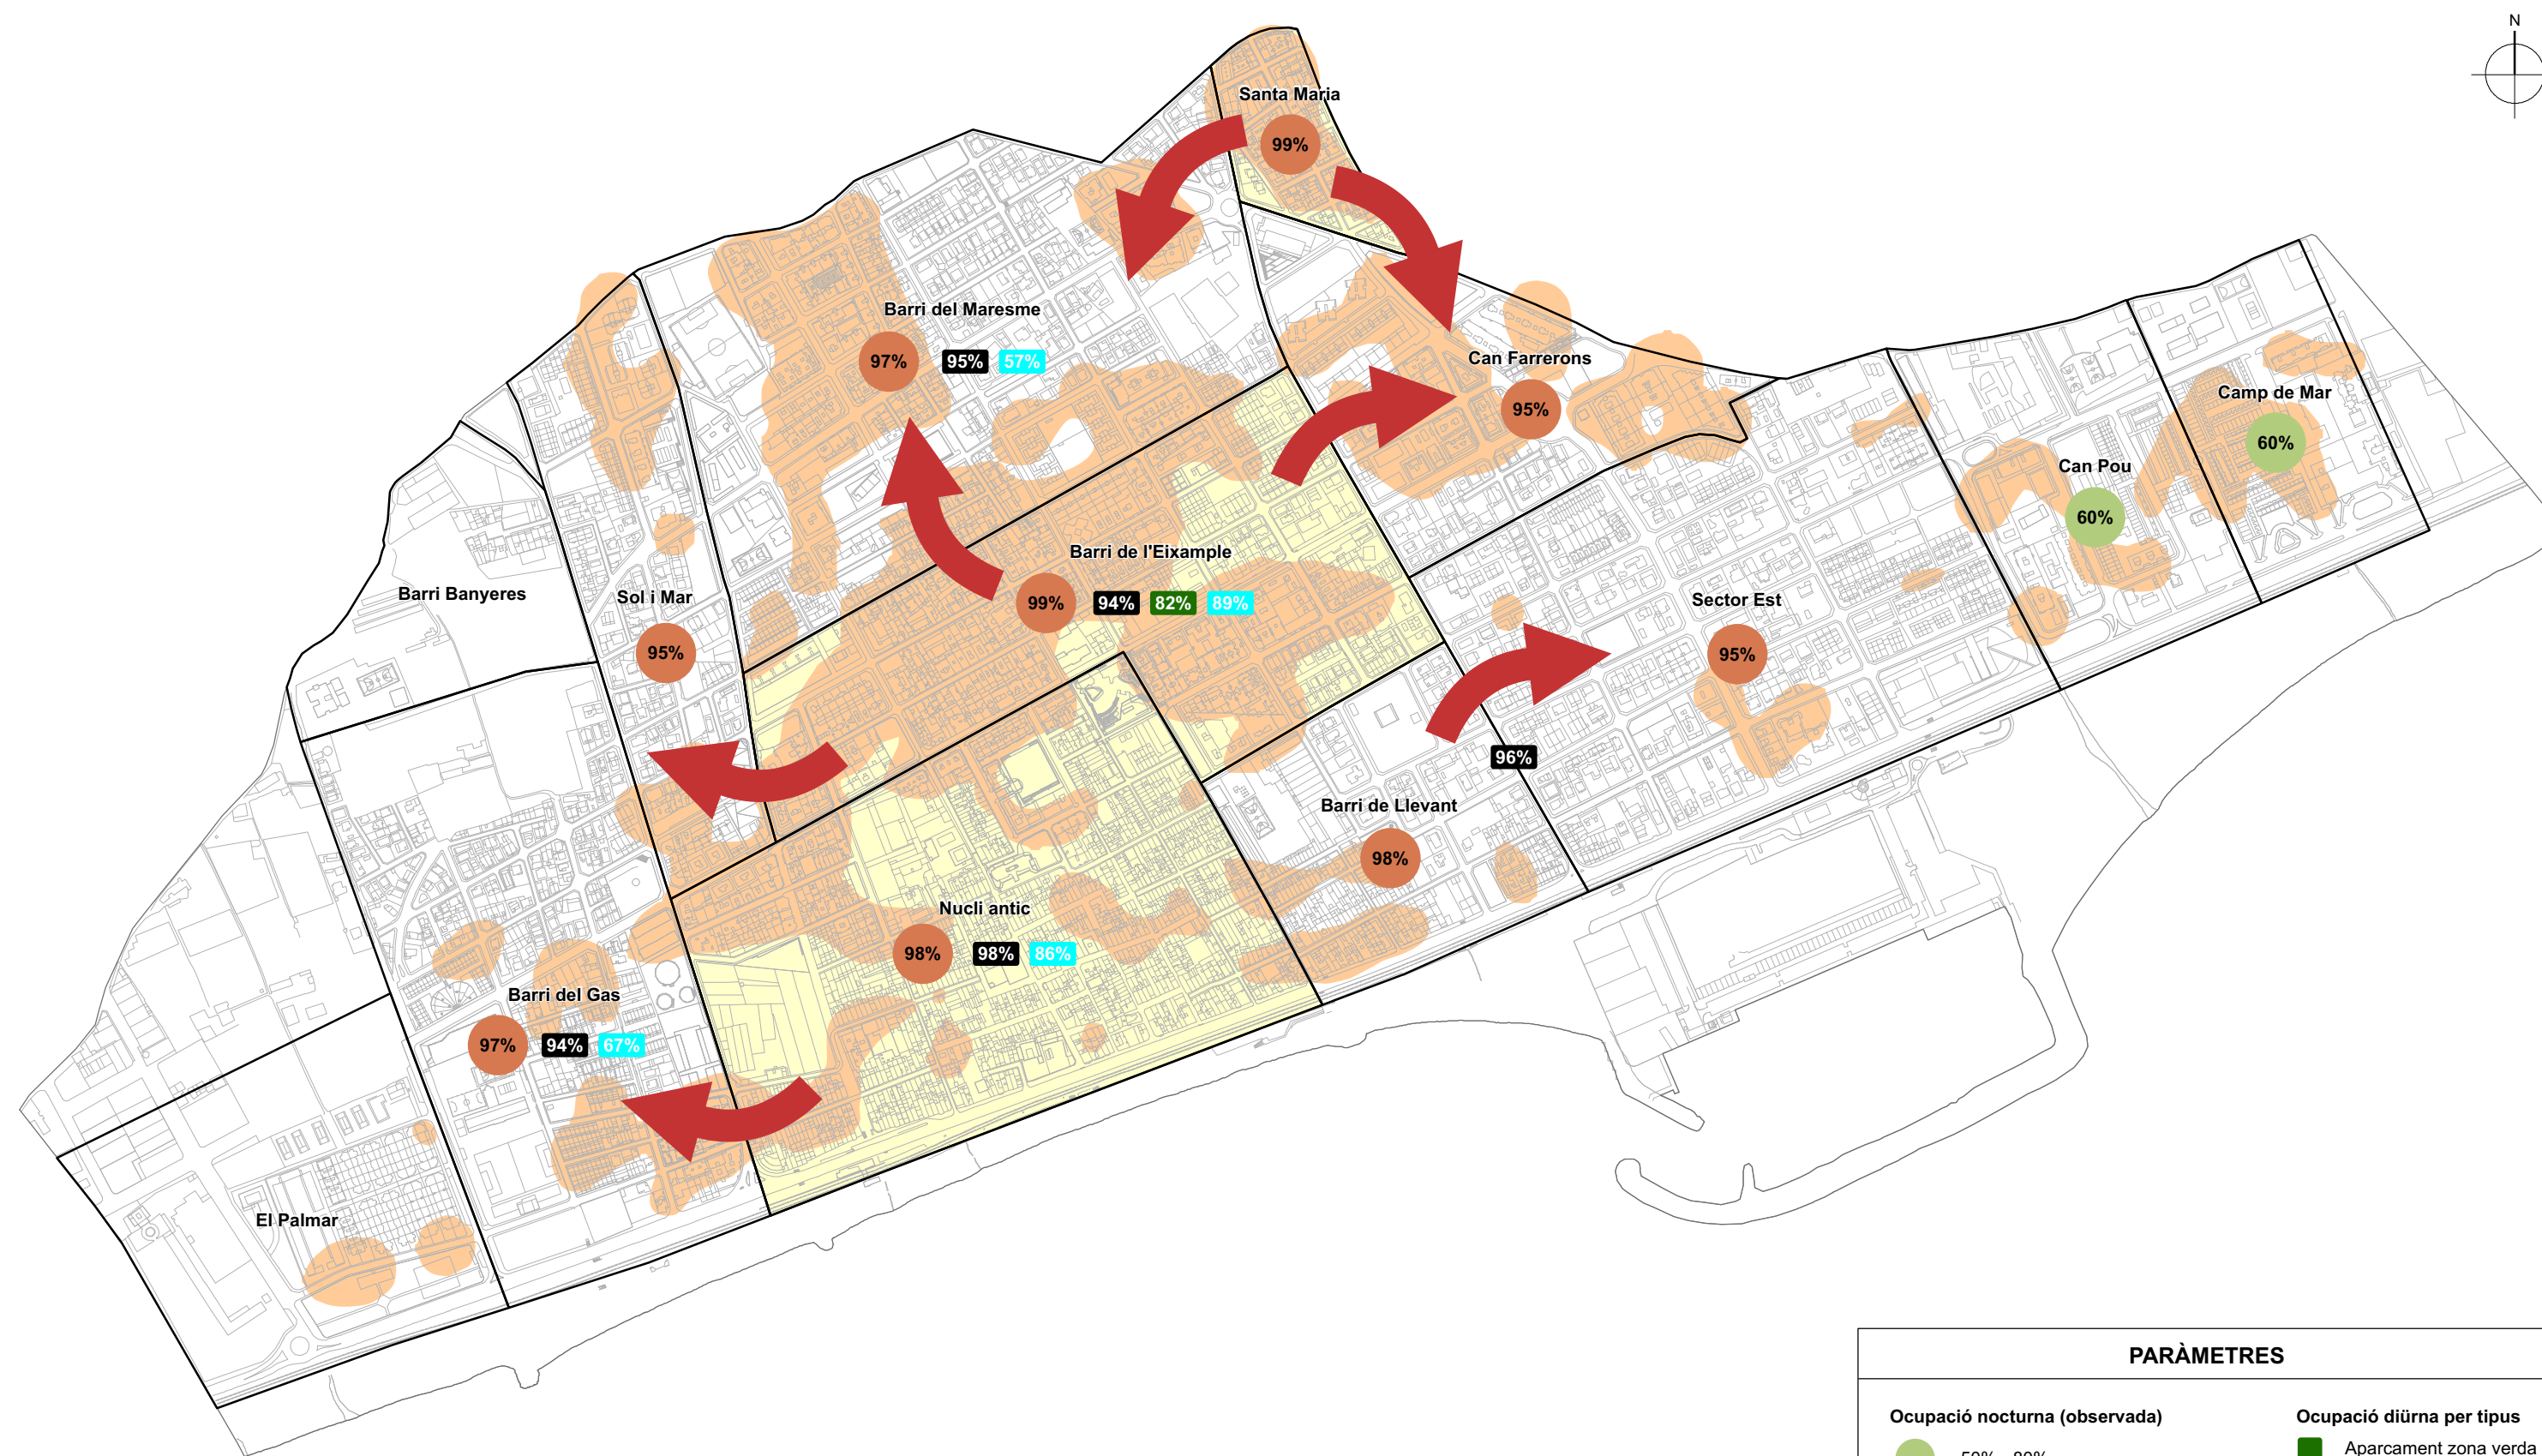 N
Santa Maria
99%
Barri del Maresme
97% 95% 57%
Can Farrerons
95%
Camp de Mar
60%
Can Pou
60%
Barri de l'Eixample
99% 94% 82% 89%
Barri Banyeres
Sol i Mar
95%
Sector Est
95%
96%
Barri de Llevant
98%
Nucli antic
98% 98% 86%
Barri del Gas
97% 94% 67%
El Palmar
PARÀMETRES
Ocupació nocturna (observada)
Ocupació diürna per tipus
Aparcament zona verda